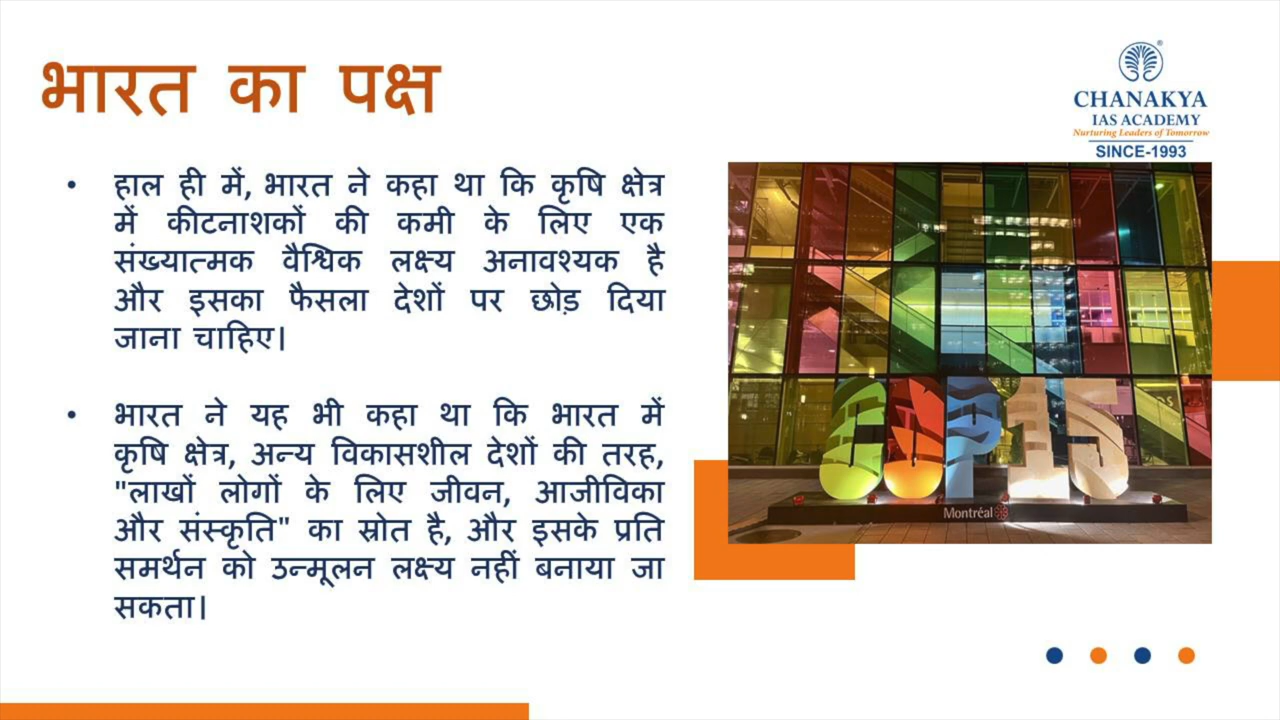 भारत का पक्ष
CHANAKYA
IAS ACADEMY
Nurturing Leaders of Tomorrow
SINCE-1993
• हाल ही में, भारत ने कहा था कि कृषि क्षेत्र
में कीटनाशकों की कमी के लिए एक
संख्यात्मक वैश्विक लक्ष्य अनावश्यक है
और इसका फैसला देशों पर छोड़ दिया
जाना चाहिए।
• भारत ने यह भी कहा था कि भारत में
कृषि क्षेत्र, अन्य विकासशील देशों की तरह,
"लाखों लोगों के लिए जीवन, आजीविका
और संस्कृति" का स्रोत है, और इसके प्रति
समर्थन को उन्मूलन लक्ष्य नहीं बनाया जा
सकता।
COP15
Montréal